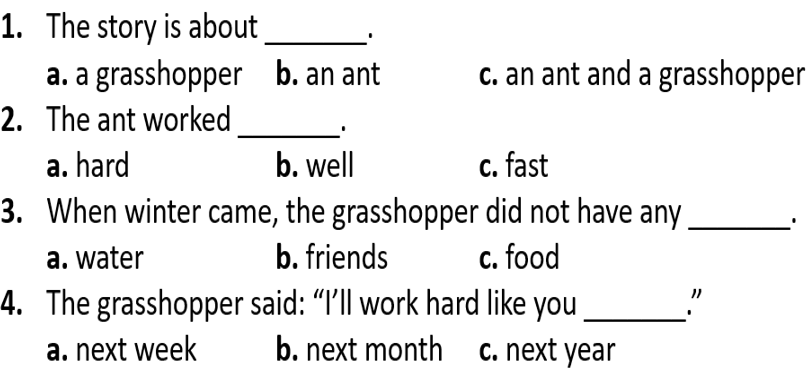 1. The story is about _______.
a. a grasshopper b. an ant c. an ant and a grasshopper
2. The ant worked _______.
a. hard b. well c. fast
3. When winter came, the grasshopper did not have any _______.
a. water b. friends c. food
4. The grasshopper said: “I’ll work hard like you _______.”
a. next week b. next month c. next year